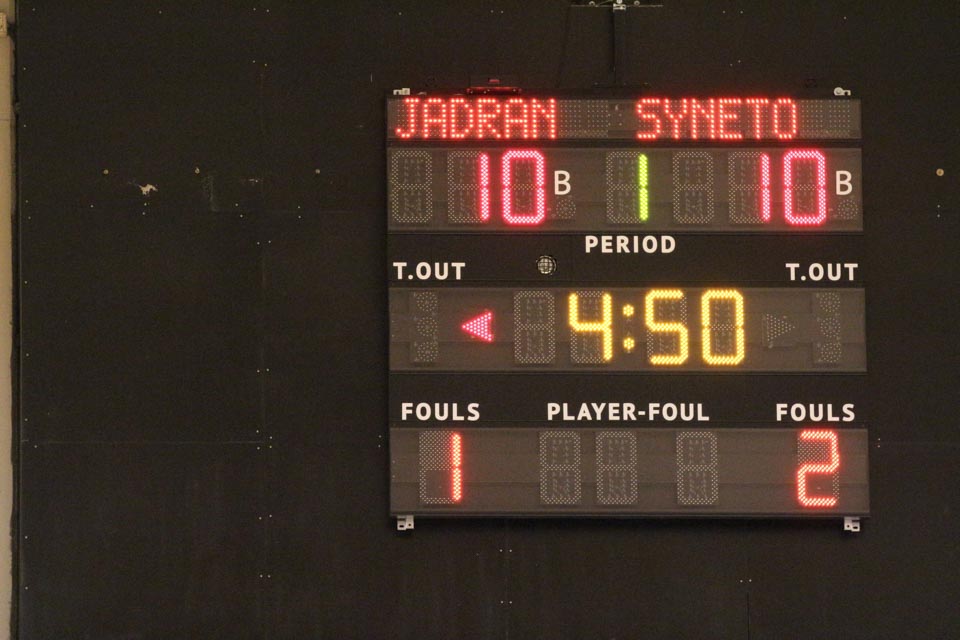 JADRAN SYNETO
10 B 1 10 B
PERIOD
T.OUT T.OUT
4:50
FOULS PLAYER-FOUL FOULS
1 2